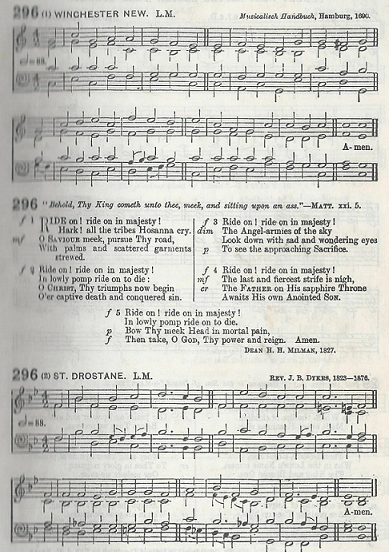 296 (1) WINCHESTER NEW. L.M. Musicalisch Handbuch, Hamburg, 1690.
♩=88.
A-men.
296 "Behold, Thy King cometh unto thee, meek, and sitting upon an ass."—MATT. xxi. 5.
f 1 RIDE on! ride on in majesty!
Hark! all the tribes Hosanna cry.
mf O SAVIOUR meek, pursue Thy road,
With palms and scattered garments
strewed.
f 2 Ride on! ride on in majesty!
In lowly pomp ride on to die:
O CHRIST, Thy triumphs now begin
O'er captive death and conquered sin.
f 3 Ride on! ride on in majesty!
dim The Angel-armies of the sky
Look down with sad and wondering eyes
p To see the approaching Sacrifice.
f 4 Ride on! ride on in majesty!
mf The last and fiercest strife is nigh,
cr The FATHER on His sapphire Throne
Awaits His own Anointed SON.
f 5 Ride on! ride on in majesty!
In lowly pomp ride on to die.
p Bow Thy meek Head in mortal pain,
f Then take, O GOD, Thy power and reign. Amen.
DEAN H. H. MILMAN, 1827.
296 (2) ST. DROSTANE. L.M. REV. J. B. DYKES, 1823—1876.
♩=88.
A-men.